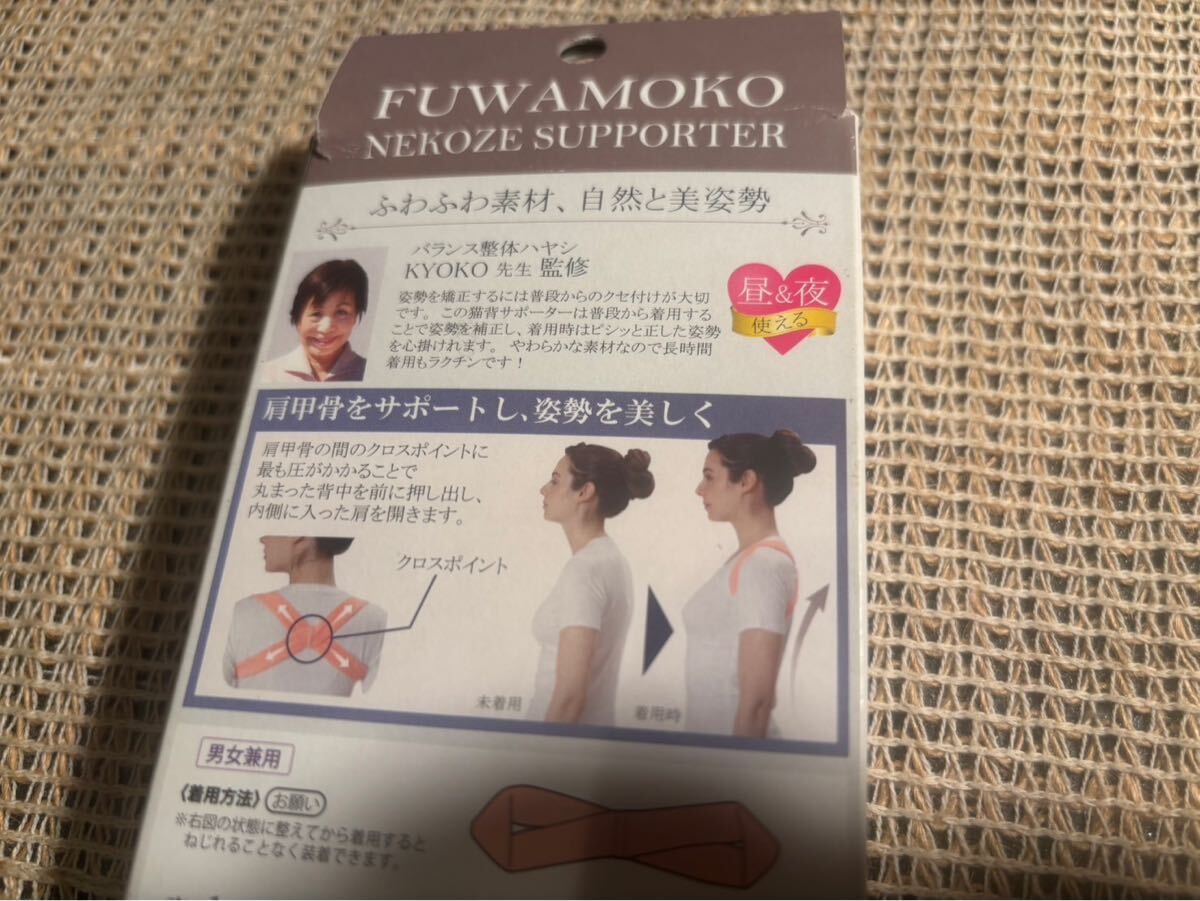 FUWAMOKO
NEKOZE SUPPORTER
ふわふわ素材、自然と美姿勢
バランス整体ハヤシ
KYOKO 先生 監修
姿勢を矯正するには普段からのクセ付けが大切
です。この猫背サポーターは普段から着用する
ことで姿勢を補正し、着用時はピシッと正した姿勢
を心掛けれます。やわらかな素材なので長時間
着用もラクチンです！
昼&夜
使える
肩甲骨をサポートし、姿勢を美しく
肩甲骨の間のクロスポイントに
最も圧がかかることで
丸まった背中を前に押し出し、
内側に入った肩を開きます。
クロスポイント
未着用
着用時
男女兼用
〈着用方法〉 お願い
※右図の状態に整えてから着用すると
ねじれることなく装着できます。